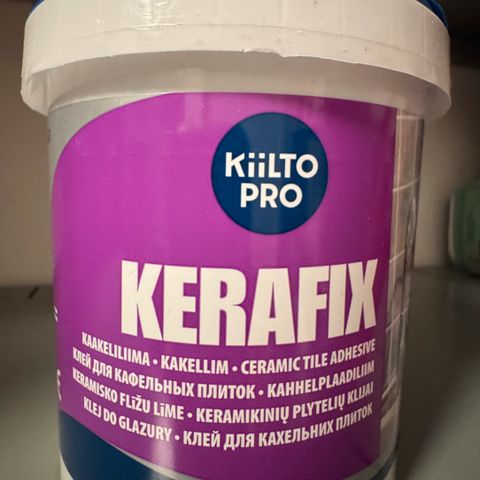 KiiLTO
PRO
KERAFIX
KAAKELILIIMA • KAKELLIM • CERAMIC TILE ADHESIVE
КЛЕЙ ДЛЯ КАФЕЛЬНЫХ ПЛИТОК • KAHHELPLAADILIIM
KERAMISKO FLĪŽU LĪME • KERAMIKINIŲ PLYTELIŲ KLIJAI
KLEJ DO GLAZURY • КЛЕЙ ДЛЯ КАХЕЛЬНИХ ПЛИТОК